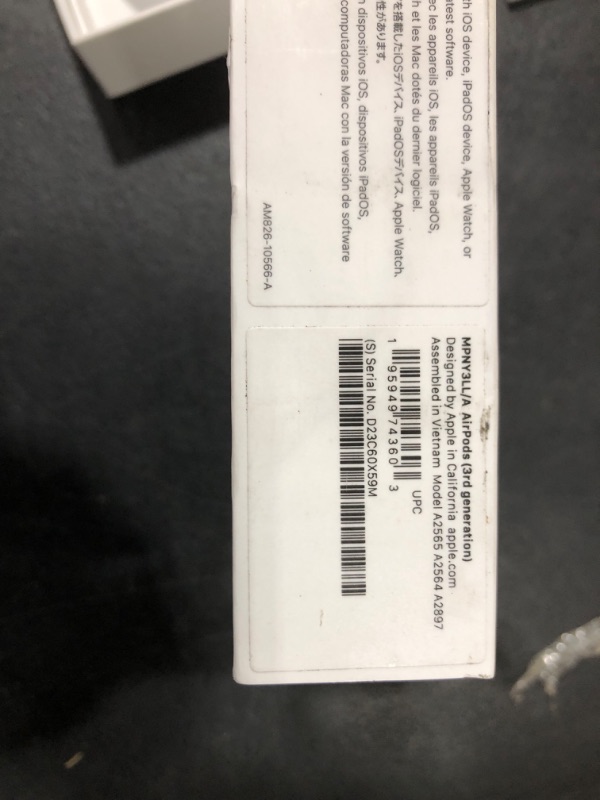 th iOS device, iPadOS device, Apple Watch, or
test software.
ec les appareils iOS, les appareils iPadOS,
h et les Mac dotés du dernier logiciel.
を搭載したiOSデバイス、iPadOSデバイス、Apple Watch、
性があります。
n dispositivos iOS, dispositivos iPadOS,
computadoras Mac con la versión de software
AM826-10566-A
MPNY3LL/A AirPods (3rd generation)
Designed by Apple in California apple.com
Assembled in Vietnam Model A2565 A2564 A2897
UPC
1 95949 74360 3
(S) Serial No. D23C60X59M